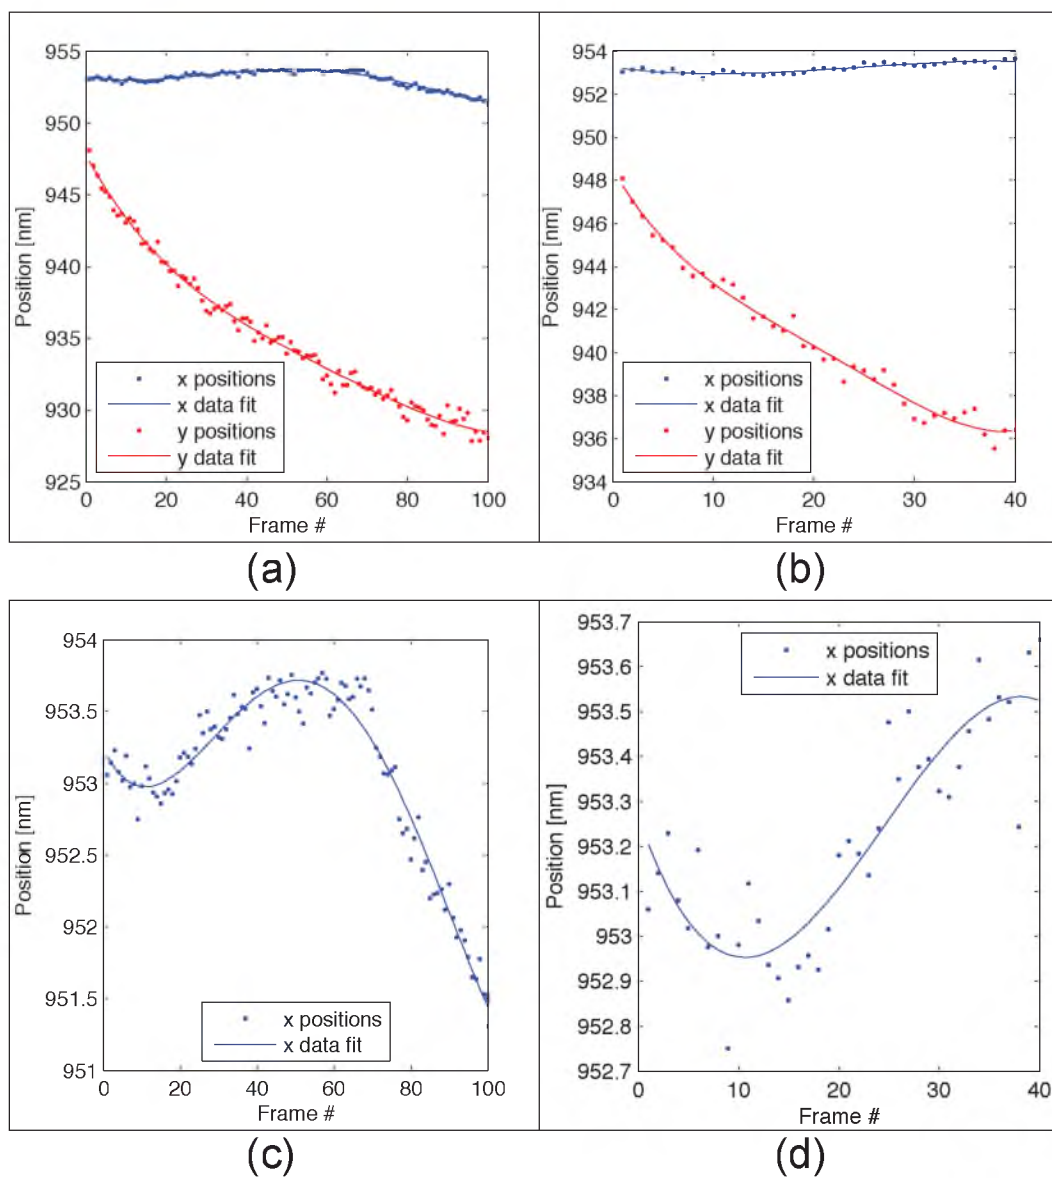 955
950
945
940
935
930
925
Position [nm]
x positions
x data fit
y positions
y data fit
0 20 40 60 80 100
Frame #
(a)
954
952
950
948
946
944
942
940
938
936
934
Position [nm]
x positions
x data fit
y positions
y data fit
0 10 20 30 40
Frame #
(b)
954
953.5
953
952.5
952
951.5
951
Position [nm]
x positions
x data fit
0 20 40 60 80 100
Frame #
(c)
953.7
953.6
953.5
953.4
953.3
953.2
953.1
953
952.9
952.8
952.7
Position [nm]
x positions
x data fit
0 10 20 30 40
Frame #
(d)